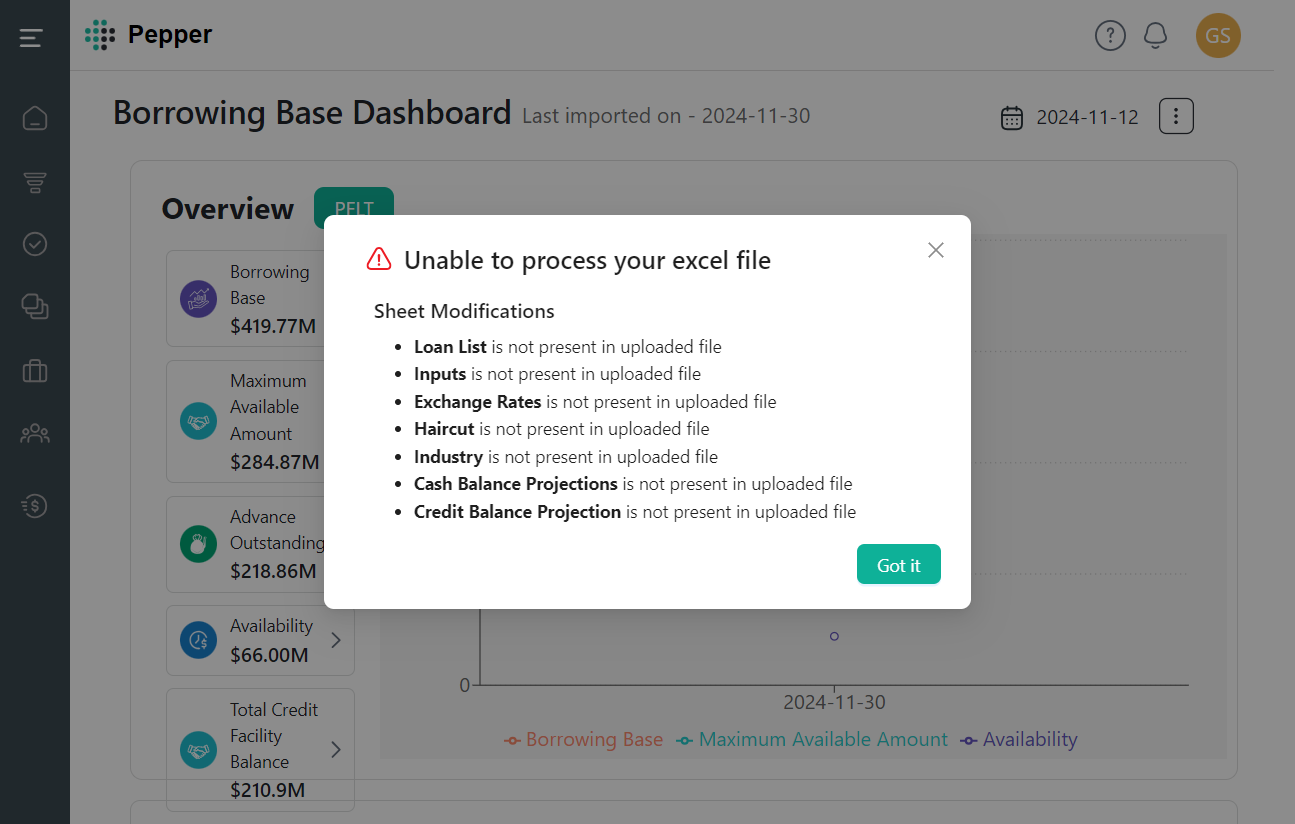 Pepper
?
GS
Borrowing Base Dashboard
Last imported on - 2024-11-30
2024-11-12
Overview
PFLT
Unable to process your excel file
Sheet Modifications
• Loan List is not present in uploaded file
• Inputs is not present in uploaded file
• Exchange Rates is not present in uploaded file
• Haircut is not present in uploaded file
• Industry is not present in uploaded file
• Cash Balance Projections is not present in uploaded file
• Credit Balance Projection is not present in uploaded file
Got it
Borrowing
Base
$419.77M
Maximum
Available
Amount
$284.87M
Advance
Outstanding
$218.86M
Availability
$66.00M
Total Credit
Facility
Balance
$210.9M
0
2024-11-30
Borrowing Base
Maximum Available Amount
Availability